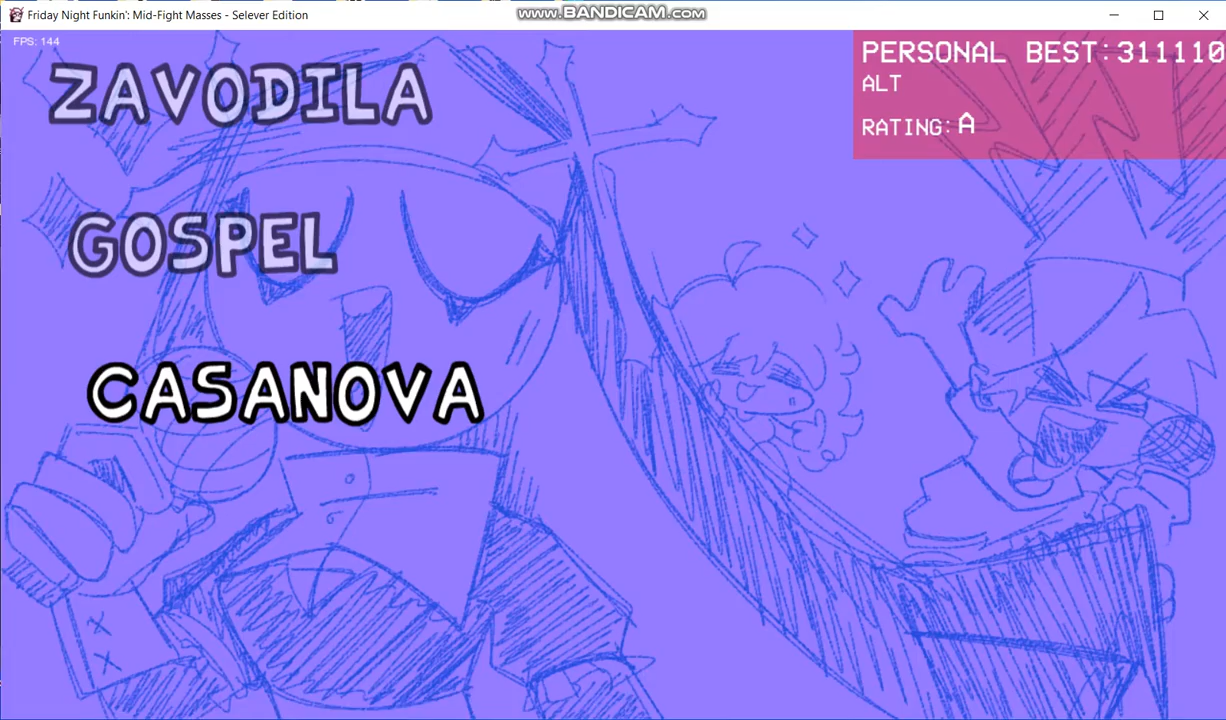 Friday Night Funkin': Mid-Fight Masses - Selever Edition
www.BANDICAM.com
FPS: 144
ZAVODILA
GOSPEL
CASANOVA
PERSONAL BEST:311110
ALT
RATING: A